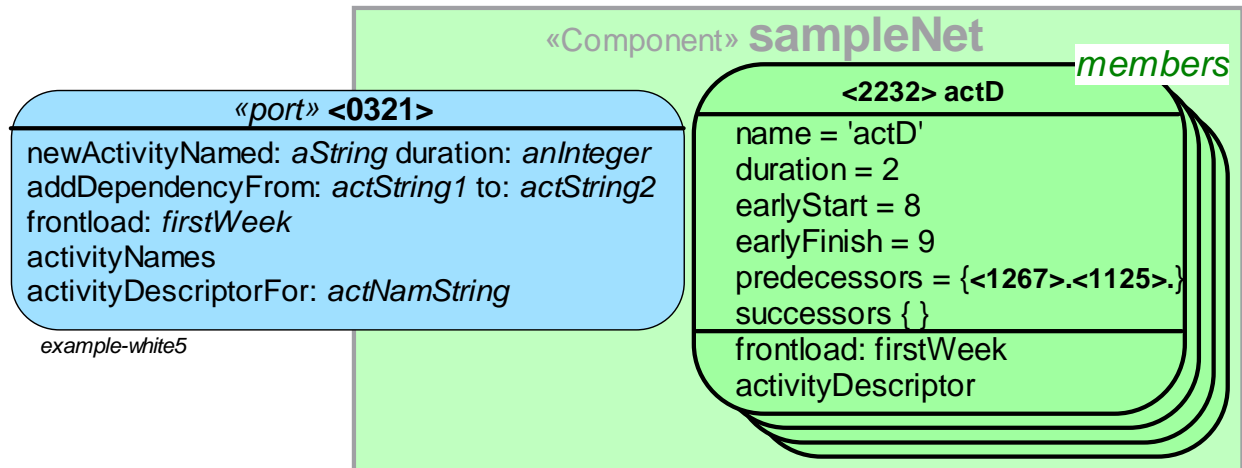 «Component» sampleNet
members
«port» <0321>
newActivityNamed: aString duration: anInteger
addDependencyFrom: actString1 to: actString2
frontload: firstWeek
activityNames
activityDescriptorFor: actNamString
example-white5
<2232> actD
name = 'actD'
duration = 2
earlyStart = 8
earlyFinish = 9
predecessors = {<1267>.<1125>.}
successors { }
frontload: firstWeek
activityDescriptor